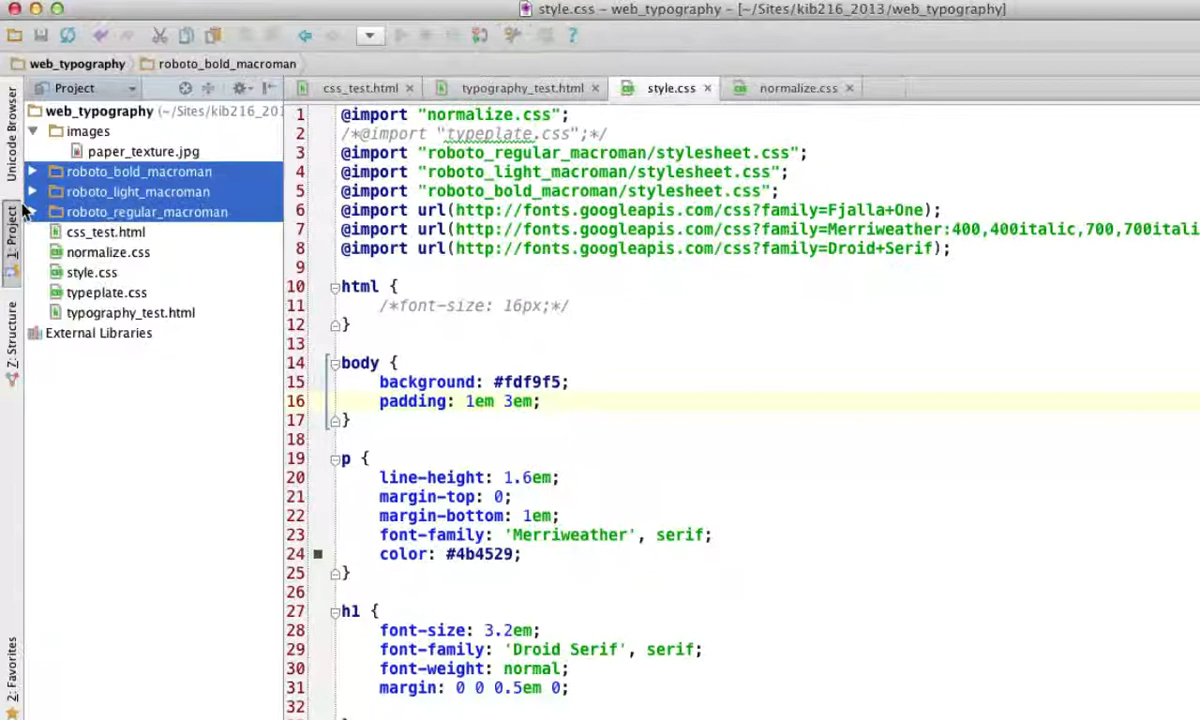 style.css – web_typography – [~/Sites/kib216_2013/web_typography]
web_typography roboto_bold_macroman
Project
css_test.html typography_test.html style.css normalize.css
Unicode Browser
1: Project
Z: Structure
2: Favorites
web_typography (~/Sites/kib216_201
images
paper_texture.jpg
roboto_bold_macroman
roboto_light_macroman
roboto_regular_macroman
css_test.html
normalize.css
style.css
typeplate.css
typography_test.html
External Libraries
1 @import "normalize.css";
2 /*@import "typeplate.css";*/
3 @import "roboto_regular_macroman/stylesheet.css";
4 @import "roboto_light_macroman/stylesheet.css";
5 @import "roboto_bold_macroman/stylesheet.css";
6 @import url(http://fonts.googleapis.com/css?family=Fjalla+One);
7 @import url(http://fonts.googleapis.com/css?family=Merriweather:400,400italic,700,700itali
8 @import url(http://fonts.googleapis.com/css?family=Droid+Serif);
9
10 html {
11 /*font-size: 16px;*/
12 }
13
14 body {
15 background: #fdf9f5;
16 padding: 1em 3em;
17 }
18
19 p {
20 line-height: 1.6em;
21 margin-top: 0;
22 margin-bottom: 1em;
23 font-family: 'Merriweather', serif;
24 color: #4b4529;
25 }
26
27 h1 {
28 font-size: 3.2em;
29 font-family: 'Droid Serif', serif;
30 font-weight: normal;
31 margin: 0 0 0.5em 0;
32